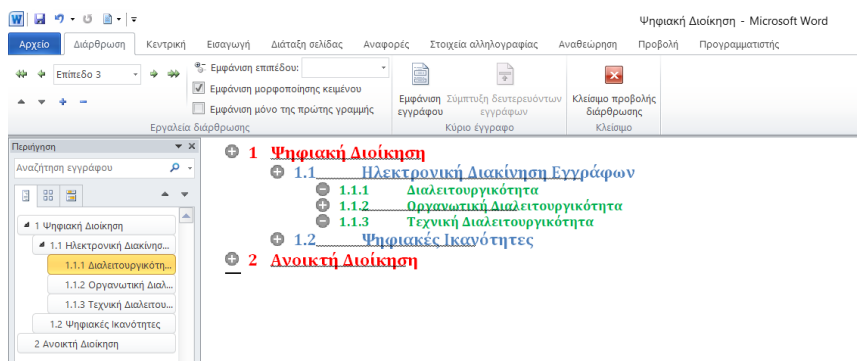 Ψηφιακή Διοίκηση - Microsoft Word
Αρχείο Διάρθρωση Κεντρική Εισαγωγή Διάταξη σελίδας Αναφορές Στοιχεία αλληλογραφίας Αναθεώρηση Προβολή Προγραμματιστής
Επίπεδο 3 Εμφάνιση επιπέδου:
Εμφάνιση μορφοποίησης κειμένου
Εμφάνιση μόνο της πρώτης γραμμής
Εμφάνιση εγγράφου
Σύμπτυξη δευτερευόντων εγγράφων
Κλείσιμο προβολής διάρθρωσης
Εργαλεία διάρθρωσης Κύριο έγγραφο Κλείσιμο
Περιήγηση
Αναζήτηση εγγράφου
1 Ψηφιακή Διοίκηση
1.1 Ηλεκτρονική Διακίνησ...
1.1.1 Διαλειτουργικότη...
1.1.2 Οργανωτική Διαλ...
1.1.3 Τεχνική Διαλειτου...
1.2 Ψηφιακές Ικανότητες
2 Ανοικτή Διοίκηση
1 Ψηφιακή Διοίκηση
1.1 Ηλεκτρονική Διακίνηση Εγγράφων
1.1.1 Διαλειτουργικότητα
1.1.2 Οργανωτική Διαλειτουργικότητα
1.1.3 Τεχνική Διαλειτουργικότητα
1.2 Ψηφιακές Ικανότητες
2 Ανοικτή Διοίκηση